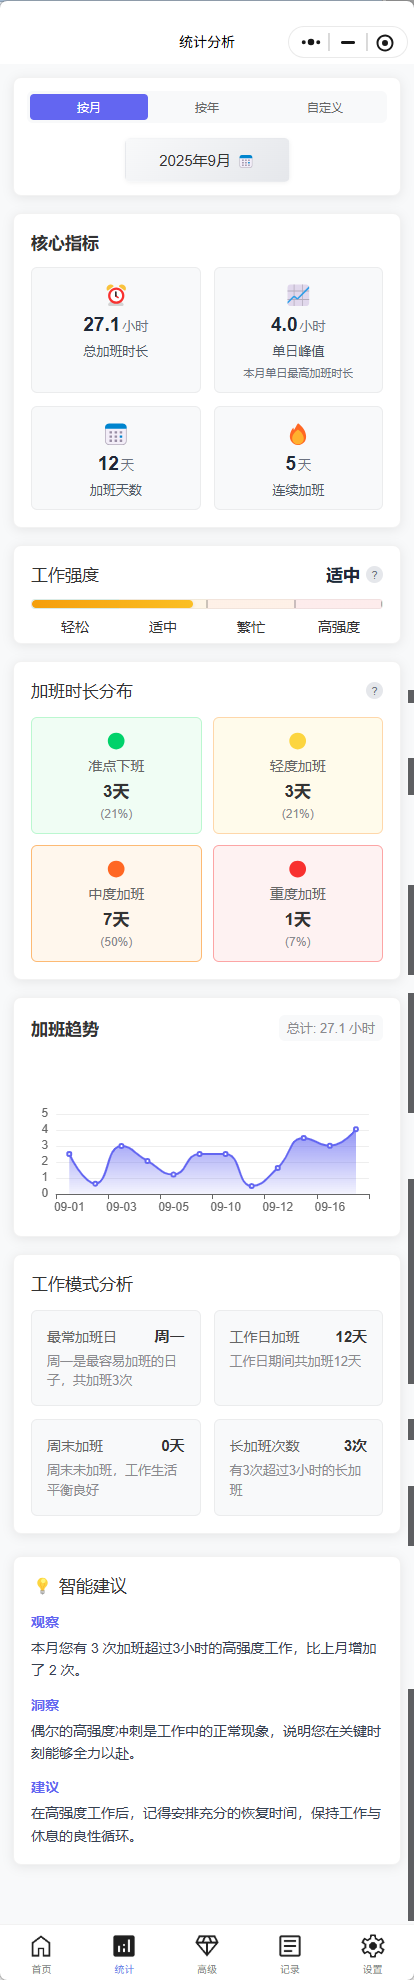 统计分析
按月 按年 自定义
2025年9月
核心指标
27.1小时
总加班时长
4.0小时
单日峰值
本月单日最高加班时长
12天
加班天数
5天
连续加班
工作强度 适中 ?
轻松 适中 繁忙 高强度
加班时长分布 ?
准点下班
3天
(21%)
轻度加班
3天
(21%)
中度加班
7天
(50%)
重度加班
1天
(7%)
加班趋势 总计: 27.1 小时
5
4
3
2
1
0
09-01 09-03 09-05 09-10 09-12 09-16
工作模式分析
最常加班日 周一
周一是最容易加班的日
子，共加班3次
工作日加班 12天
工作日期间共加班12天
周末加班 0天
周末未加班，工作生活
平衡良好
长加班次数 3次
有3次超过3小时的长加
班
智能建议
观察
本月您有 3 次加班超过3小时的高强度工作，比上月增加
了 2 次。
洞察
偶尔的高强度冲刺是工作中的正常现象，说明您在关键时
刻能够全力以赴。
建议
在高强度工作后，记得安排充分的恢复时间，保持工作与
休息的良性循环。
首页 统计 高级 记录 设置